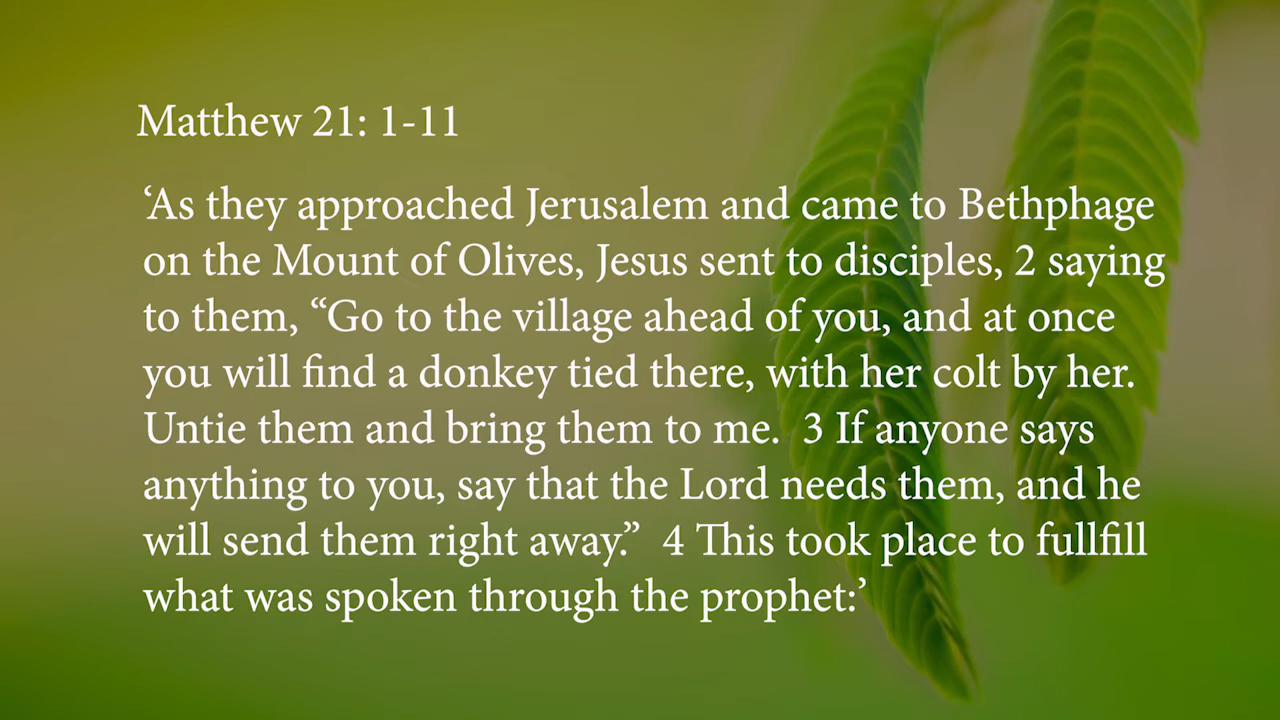 Matthew 21: 1-11
‘As they approached Jerusalem and came to Bethphage
on the Mount of Olives, Jesus sent to disciples, 2 saying
to them, “Go to the village ahead of you, and at once
you will find a donkey tied there, with her colt by her.
Untie them and bring them to me.  3 If anyone says
anything to you, say that the Lord needs them, and he
will send them right away.”  4 This took place to fullfill
what was spoken through the prophet:’